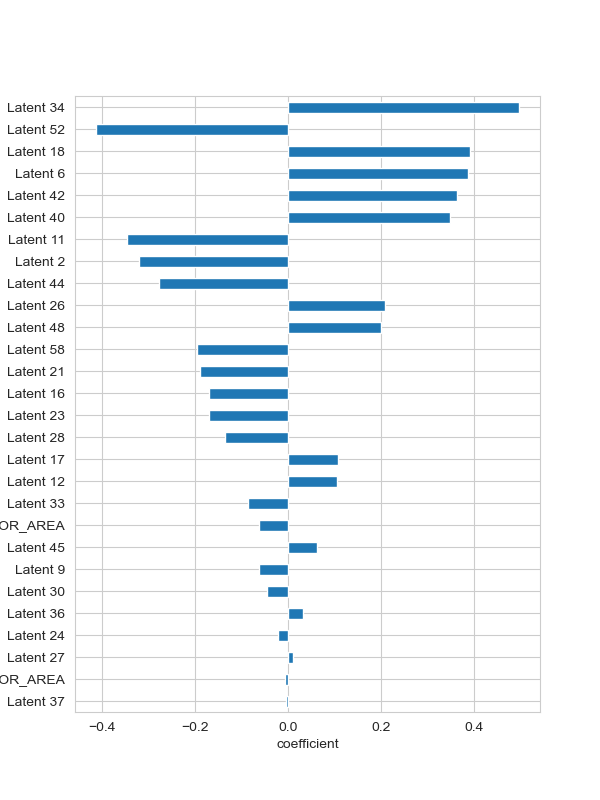 Latent 34
Latent 52
Latent 18
Latent 6
Latent 42
Latent 40
Latent 11
Latent 2
Latent 44
Latent 26
Latent 48
Latent 58
Latent 21
Latent 16
Latent 23
Latent 28
Latent 17
Latent 12
Latent 33
OR_AREA
Latent 45
Latent 9
Latent 30
Latent 36
Latent 24
Latent 27
OR_AREA
Latent 37
−0.4 −0.2 0.0 0.2 0.4
coefficient